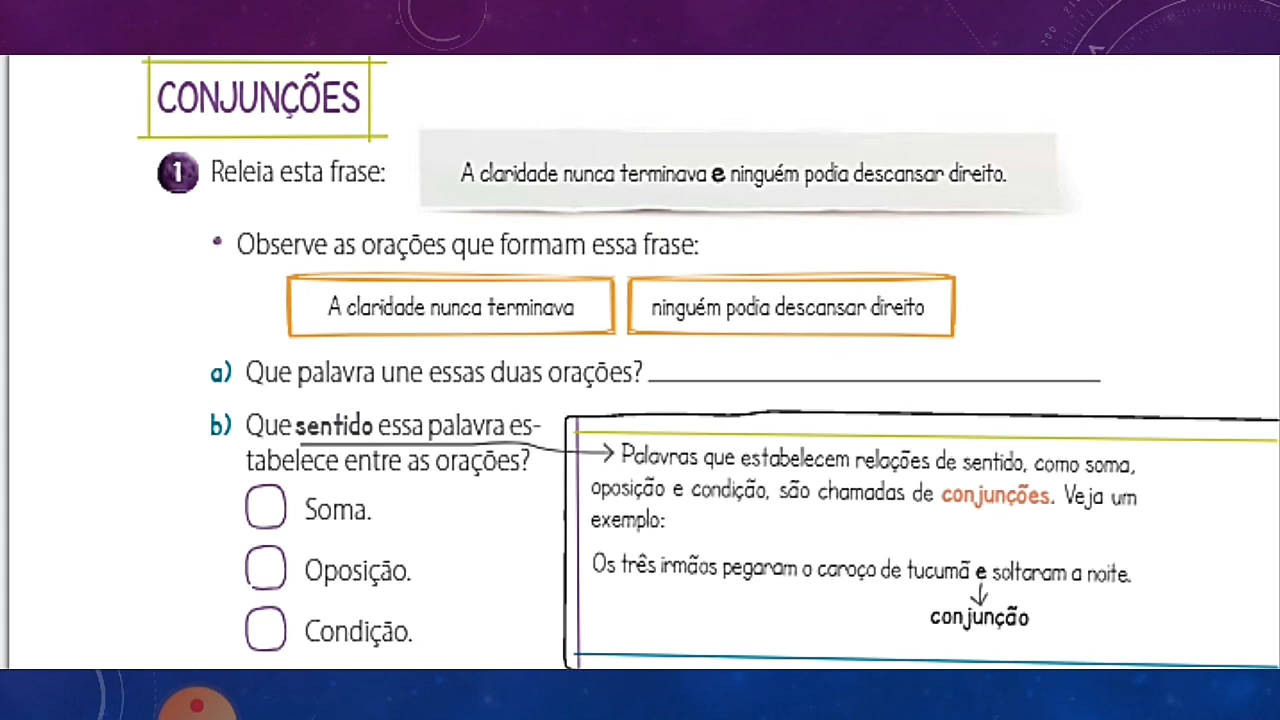 CONJUNÇÕES
1 Releia esta frase:
A claridade nunca terminava e ninguém podia descansar direito.
• Observe as orações que formam essa frase:
A claridade nunca terminava
ninguém podia descansar direito
a) Que palavra une essas duas orações?
b) Que sentido essa palavra es-
tabelece entre as orações?
Soma.
Oposição.
Condição.
Palavras que estabelecem relações de sentido, como soma,
oposição e condição, são chamadas de conjunções. Veja um
exemplo:
Os três irmãos pegaram o caroço de tucumã e soltaram a noite.
conjunção